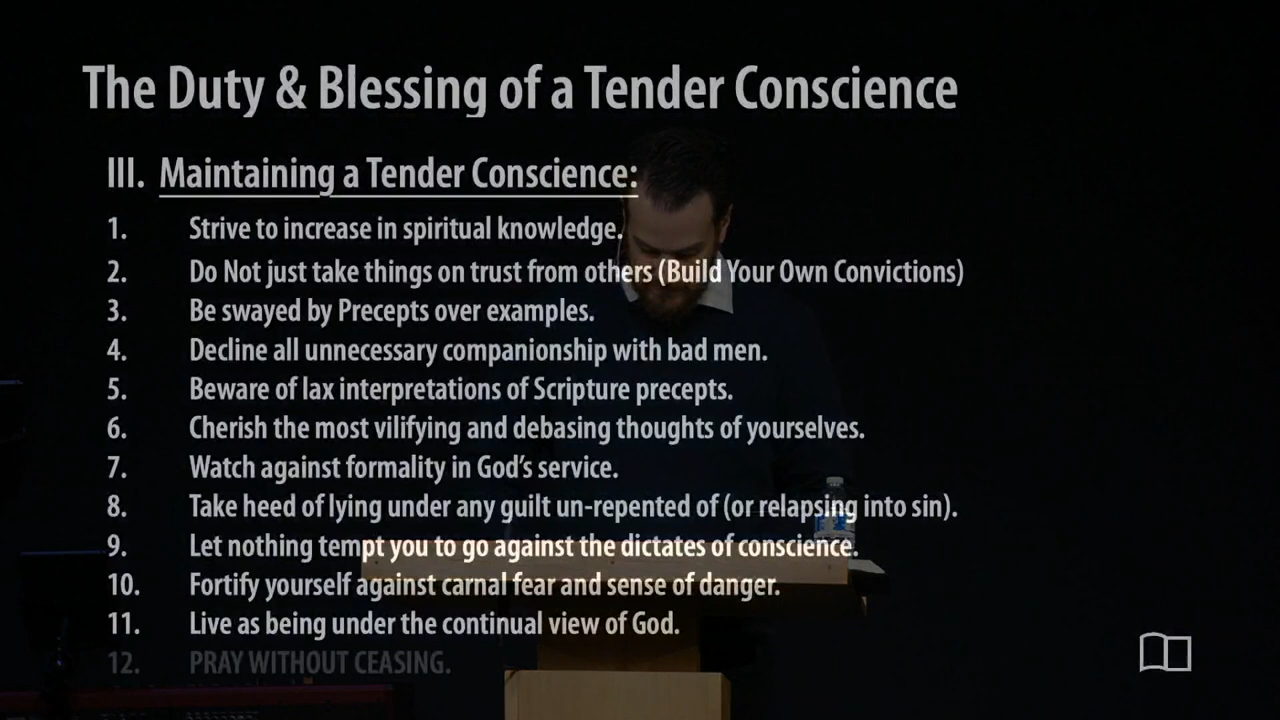 The Duty & Blessing of a Tender Conscience
III. Maintaining a Tender Conscience:
1. Strive to increase in spiritual knowledge.
2. Do Not just take things on trust from others (Build Your Own Convictions)
3. Be swayed by Precepts over examples.
4. Decline all unnecessary companionship with bad men.
5. Beware of lax interpretations of Scripture precepts.
6. Cherish the most vilifying and debasing thoughts of yourselves.
7. Watch against formality in God's service.
8. Take heed of lying under any guilt un-repented of (or relapsing into sin).
9. Let nothing tempt you to go against the dictates of conscience.
10. Fortify yourself against carnal fear and sense of danger.
11. Live as being under the continual view of God.
12. PRAY WITHOUT CEASING.